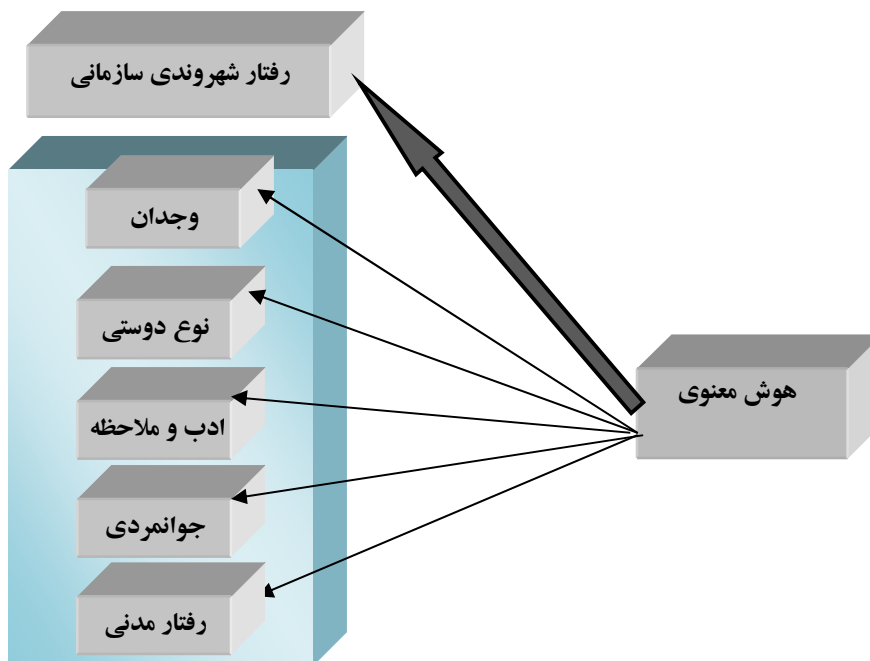 رفتار شهروندی سازمانی
وجدان
نوع دوستی
هوش معنوی
ادب و ملاحظه
جوانمردی
رفتار مدنی